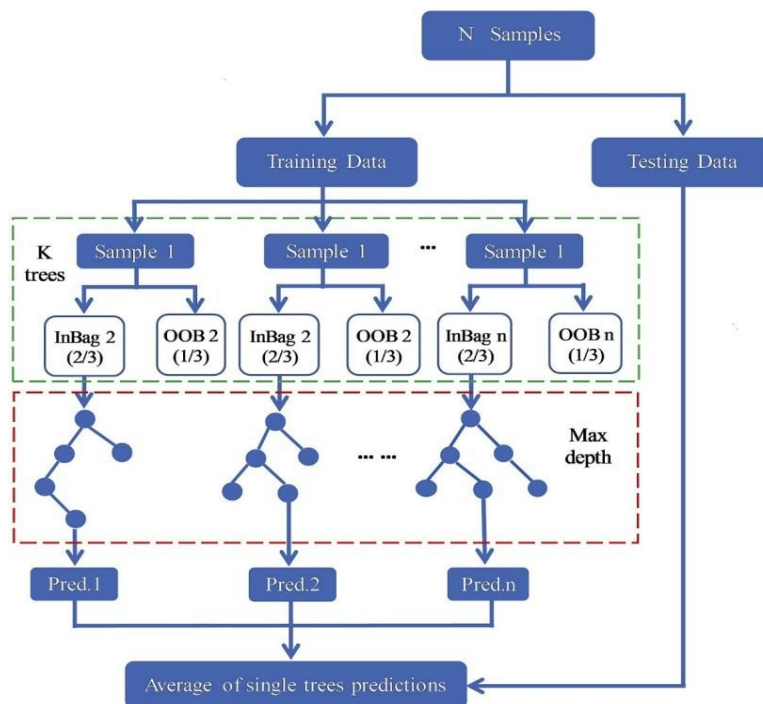 N Samples
Training Data
Testing Data
K
trees
Sample 1
Sample 1
...
Sample 1
InBag 2
(2/3)
OOB 2
(1/3)
InBag 2
(2/3)
OOB 2
(1/3)
InBag n
(2/3)
OOB n
(1/3)
... ...
Max
depth
Pred.1
Pred.2
Pred.n
Average of single trees predictions